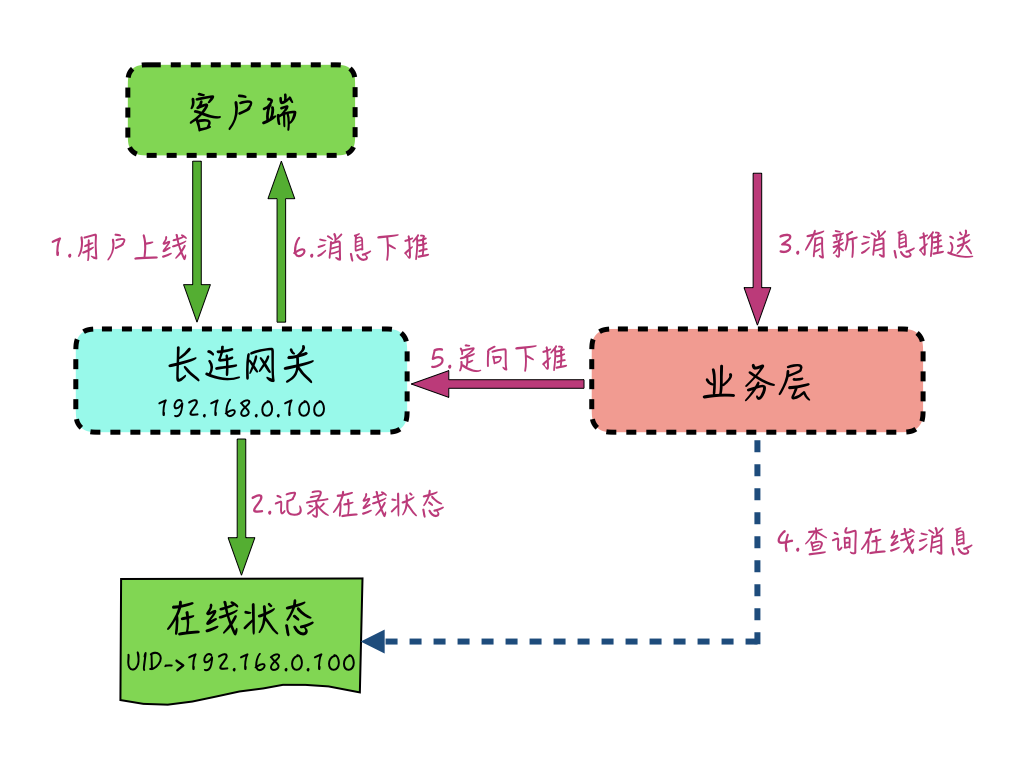 客户端
1.用户上线
6.消息下推
3.有新消息推送
长连网关
192.168.0.100
5.定向下推
业务层
2.记录在线状态
4.查询在线消息
在线状态
UID->192.168.0.100